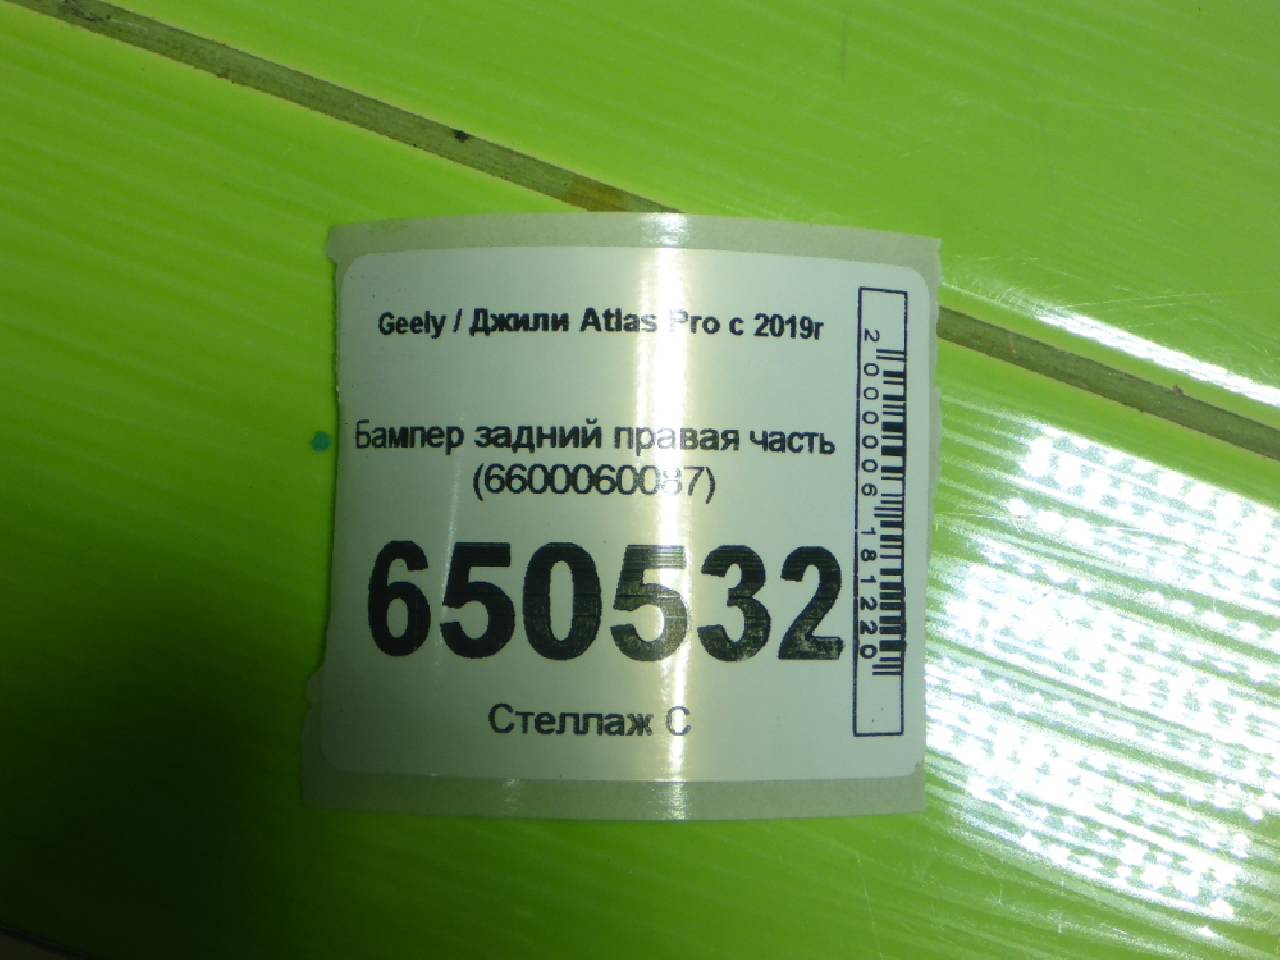 Geely / Джили Atlas Pro с 2019г
Бампер задний правая часть
(6600060087)
650532
Стеллаж С
2000006181220